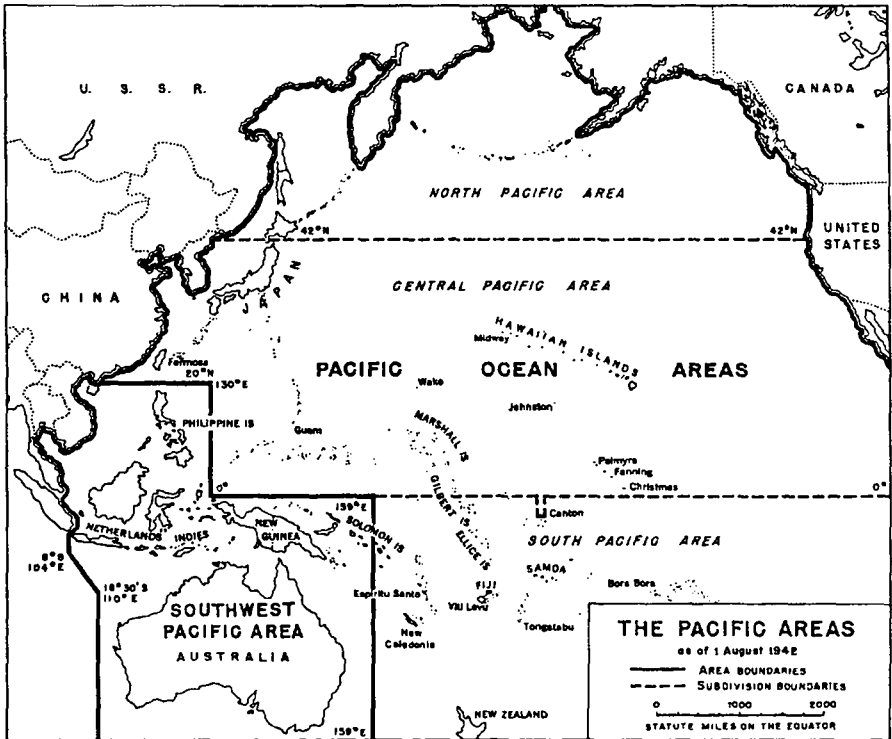 U. S. S. R.
CANADA
NORTH PACIFIC AREA
42°N
42°N
UNITED
STATES
CHINA
JAPAN
CENTRAL PACIFIC AREA
HAWAIIAN ISLANDS
Midway
Formosa
20°N
130°E
PACIFIC OCEAN AREAS
Wake
Johnston
PHILIPPINE IS
Guam
MARSHALL IS
Palmyra
Fanning
Christmas
0°
0°
159°E
GILBERT IS
Canton
NETHERLANDS INDIES
NEW
GUINEA
SOLOMON IS
ELLICE IS
SOUTH PACIFIC AREA
104°E
SAMOA
110°E
Espiritu Santo
FIJI
Viti Levu
Bora Bora
SOUTHWEST
PACIFIC AREA
AUSTRALIA
New
Caledonia
Tongatabu
NEW ZEALAND
159°E
THE PACIFIC AREAS
as of 1 August 1942
AREA BOUNDARIES
SUBDIVISION BOUNDARIES
0 1000 2000
STATUTE MILES ON THE EQUATOR